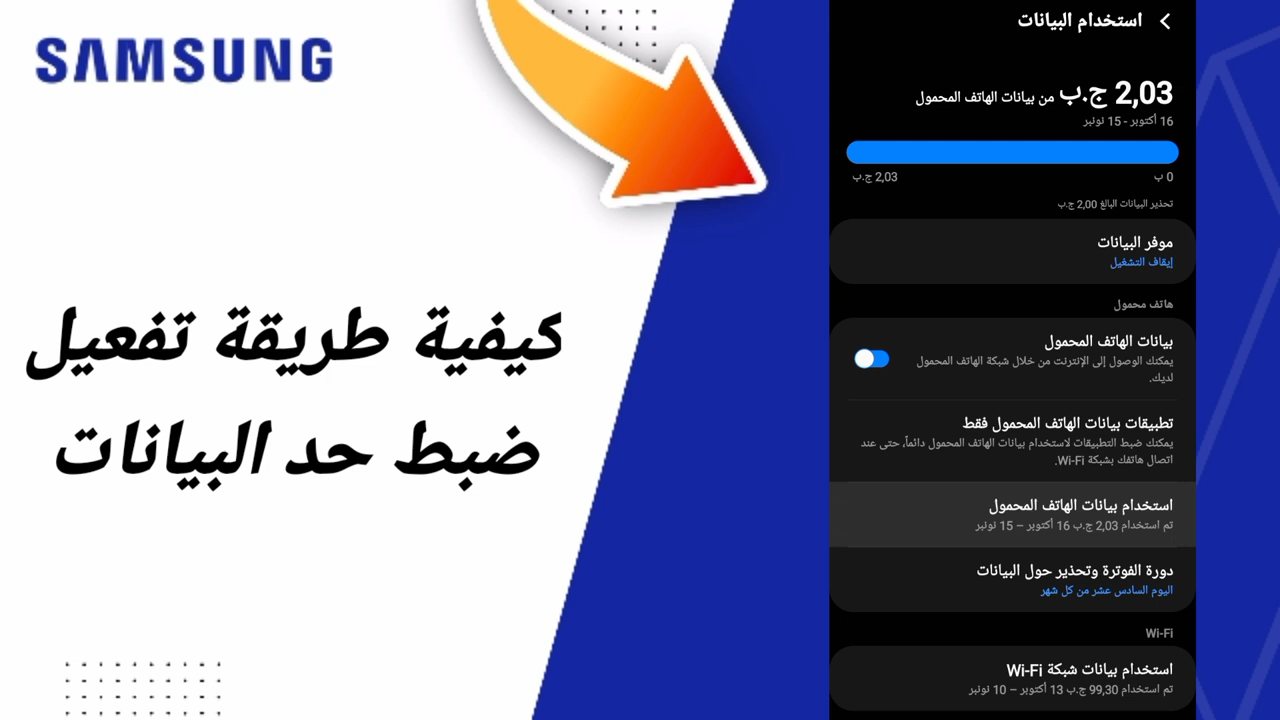 SAMSUNG
كيفية طريقة تفعيل
ضبط حد البيانات
استخدام البيانات
2,03 ج.ب من بيانات الهاتف المحمول
16 أكتوبر - 15 نونبر
0 ب
2,03 ج.ب
تحذير البيانات البالغ 2,00 ج.ب
موفر البيانات
إيقاف التشغيل
هاتف محمول
بيانات الهاتف المحمول
يمكنك الوصول إلى الإنترنت من خلال شبكة الهاتف المحمول
لديك.
تطبيقات بيانات الهاتف المحمول فقط
يمكنك ضبط التطبيقات لاستخدام بيانات الهاتف المحمول دائماً، حتى عند
اتصال هاتفك بشبكة Wi-Fi.
استخدام بيانات الهاتف المحمول
تم استخدام 2,03 ج.ب 16 أكتوبر – 15 نونبر
دورة الفوترة وتحذير حول البيانات
اليوم السادس عشر من كل شهر
Wi-Fi
استخدام بيانات شبكة Wi-Fi
تم استخدام 99,30 ج.ب 13 أكتوبر – 10 نونبر